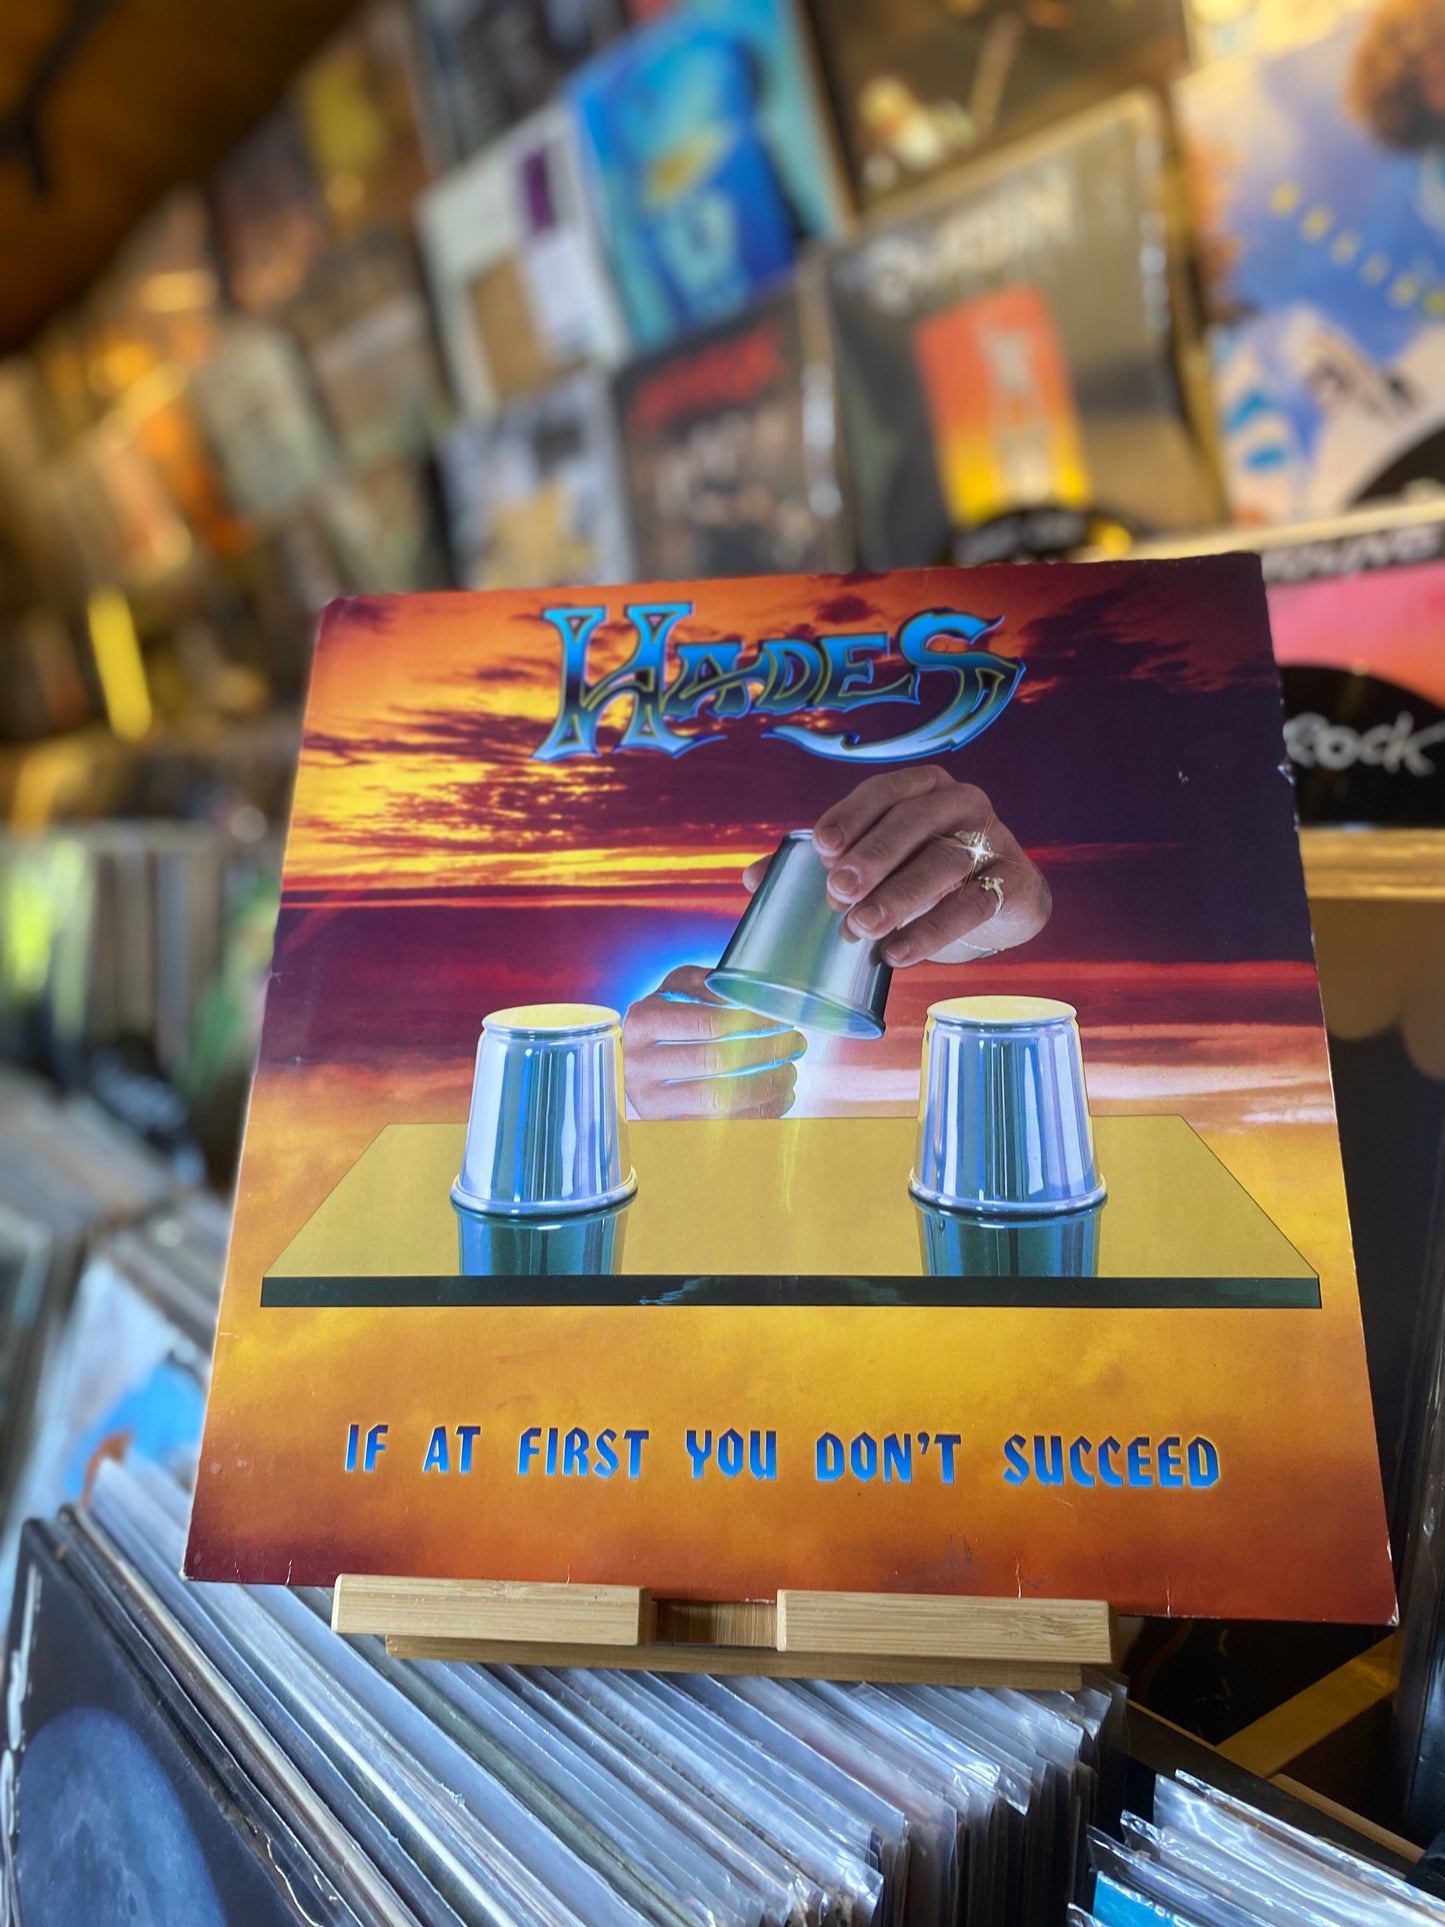 HADES
IF AT FIRST YOU DON'T SUCCEED
ROCK